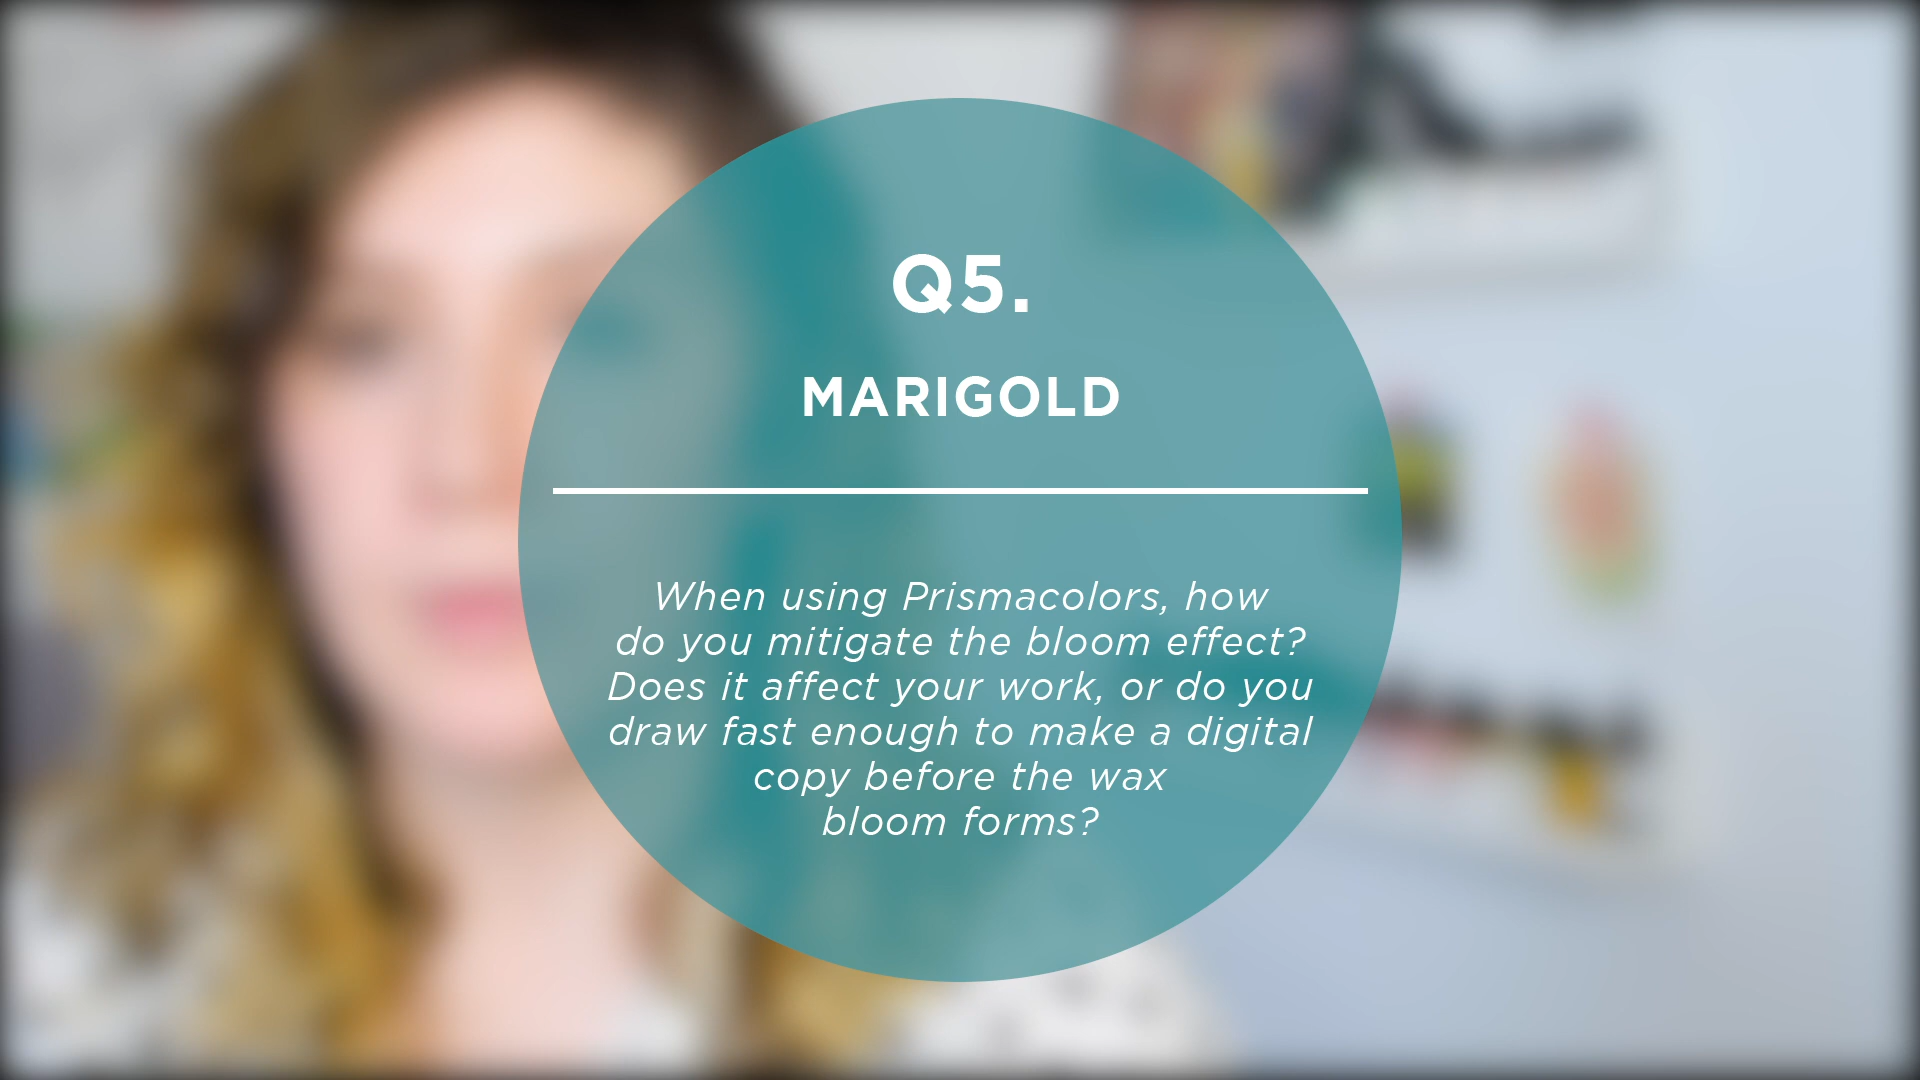 Q5.
MARIGOLD
When using Prismacolors, how
do you mitigate the bloom effect?
Does it affect your work, or do you
draw fast enough to make a digital
copy before the wax
bloom forms?